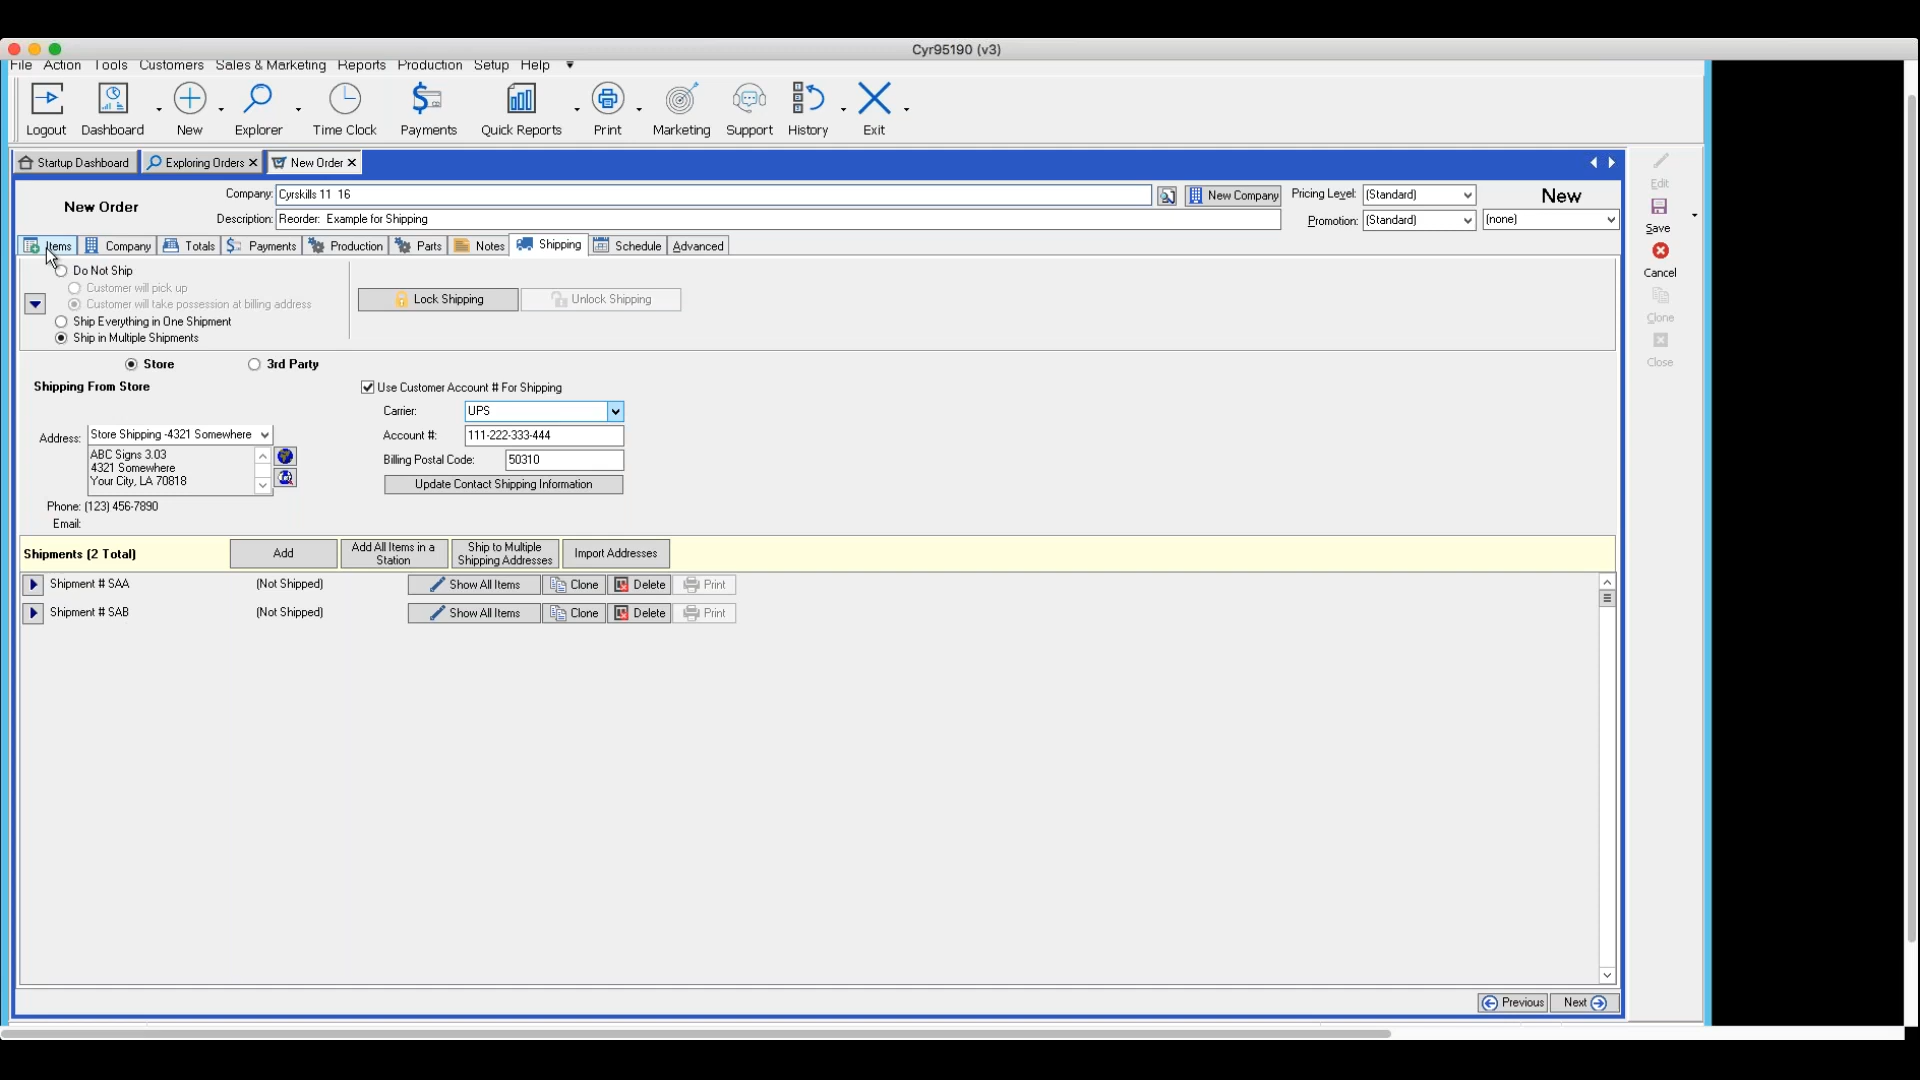 Cyr95190 (v3)
File Action Tools Customers Sales & Marketing Reports Production Setup Help
Logout Dashboard New Explorer Time Clock Payments Quick Reports Print Marketing Support History Exit
Startup Dashboard Exploring Orders New Order
New Order
Company: Cyrskills 11 16 New Company Pricing Level: (Standard) New
Description: Reorder: Example for Shipping Promotion: (Standard) (none)
Items Company Totals Payments Production Parts Notes Shipping Schedule Advanced
Do Not Ship
Customer will pick up
Customer will take possession at billing address
Ship Everything in One Shipment
Ship in Multiple Shipments
Lock Shipping Unlock Shipping
Store 3rd Party
Shipping From Store
Use Customer Account # For Shipping
Carrier: UPS
Account #: 111-222-333-444
Billing Postal Code: 50310
Update Contact Shipping Information
Address: Store Shipping -4321 Somewhere
ABC Signs 3.03
4321 Somewhere
Your City, LA 70818
Phone: (123) 456-7890
Email:
Shipments (2 Total) Add Add All Items in a Station Ship to Multiple Shipping Addresses Import Addresses
Shipment # SAA (Not Shipped) Show All Items Clone Delete Print
Shipment # SAB (Not Shipped) Show All Items Clone Delete Print
Previous Next
Edit
Save
Cancel
Clone
Close